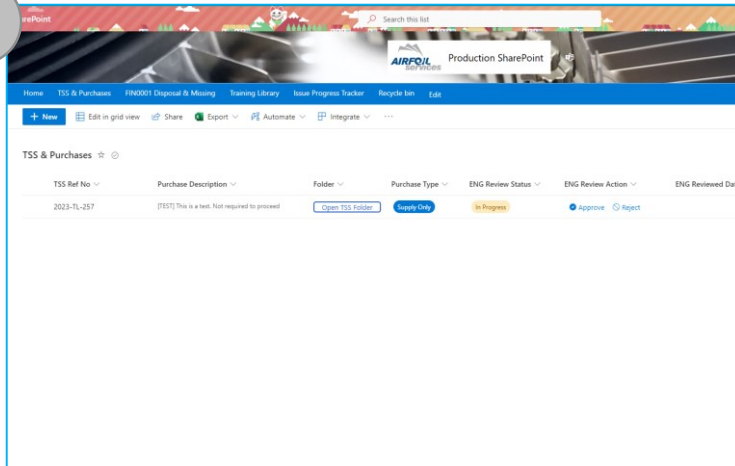 rePoint
Search this list
AIRFOIL
services
Production SharePoint
Home TSS & Purchases FIN0001 Disposal & Missing Training Library Issue Progress Tracker Recycle bin Edit
+ New Edit in grid view Share Export Automate Integrate ...
TSS & Purchases
TSS Ref No Purchase Description Folder Purchase Type ENG Review Status ENG Review Action ENG Reviewed Dat
2023-TL-257 [TEST] This is a test. Not required to proceed Open TSS Folder Supply Only In Progress Approve Reject